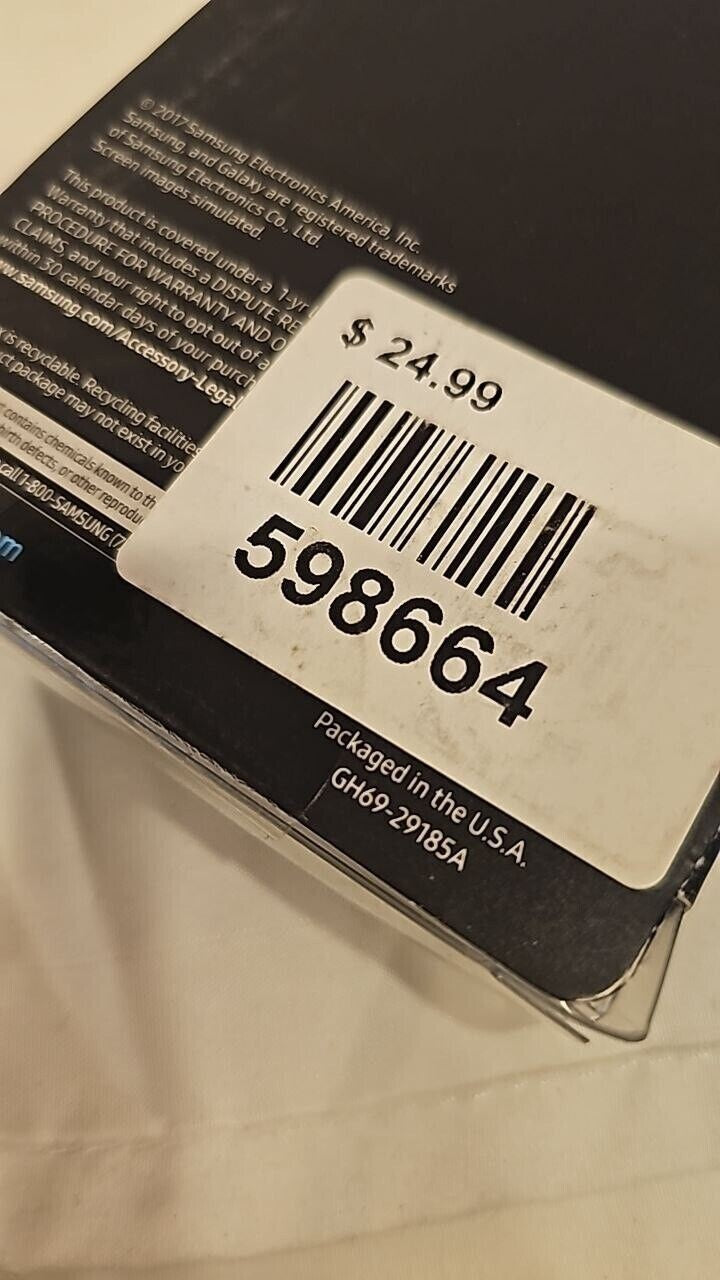 © 2017 Samsung Electronics America, Inc.
Samsung, and Galaxy are registered trademarks
of Samsung Electronics Co., Ltd.
Screen images simulated.
This product is covered under a 1-yr
Warranty that includes a DISPUTE RE
PROCEDURE FOR WARRANTY AND O
CLAIMS, and your right to opt out of a
within 30 calendar days of your purch
w.samsung.com/Accessory-Legal
is recyclable. Recycling facilities
ct package may not exist in yo
contains chemicals known to th
birth defects, or other reprodu
call 1-800-SAMSUNG (7
m
$ 24.99
598664
Packaged in the U.S.A.
GH69-29185A